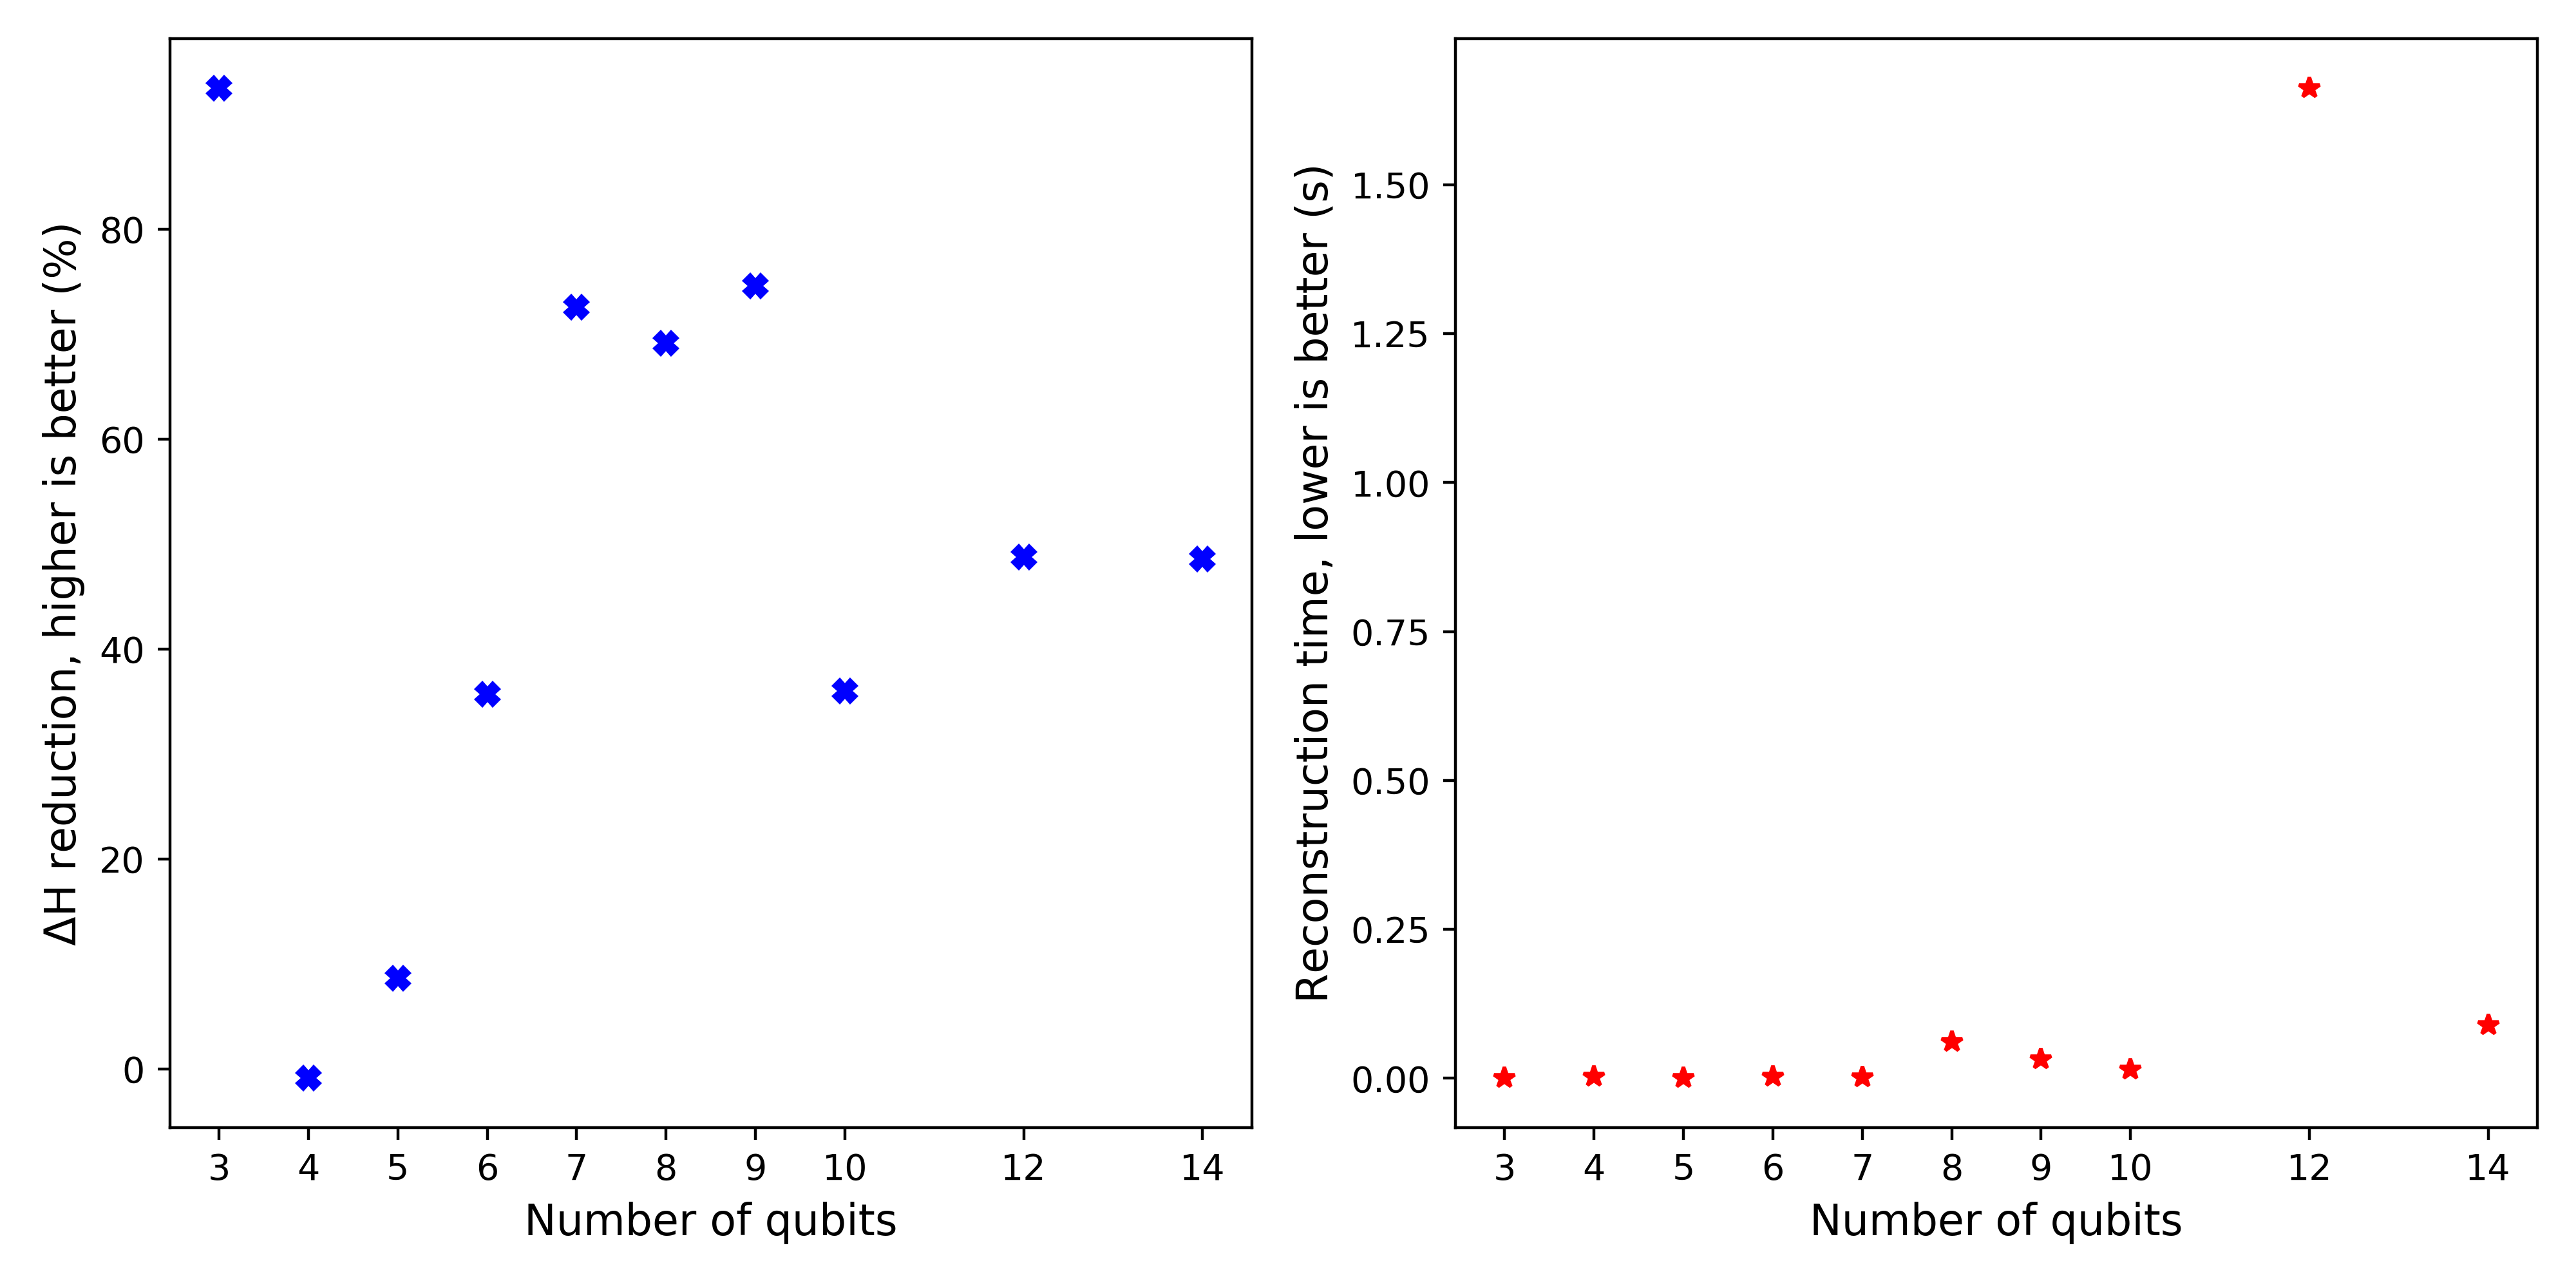 ΔH reduction, higher is better (%)
80
60
40
20
0
3 4 5 6 7 8 9 10 12 14
Number of qubits
Reconstruction time, lower is better (s)
1.50
1.25
1.00
0.75
0.50
0.25
0.00
3 4 5 6 7 8 9 10 12 14
Number of qubits